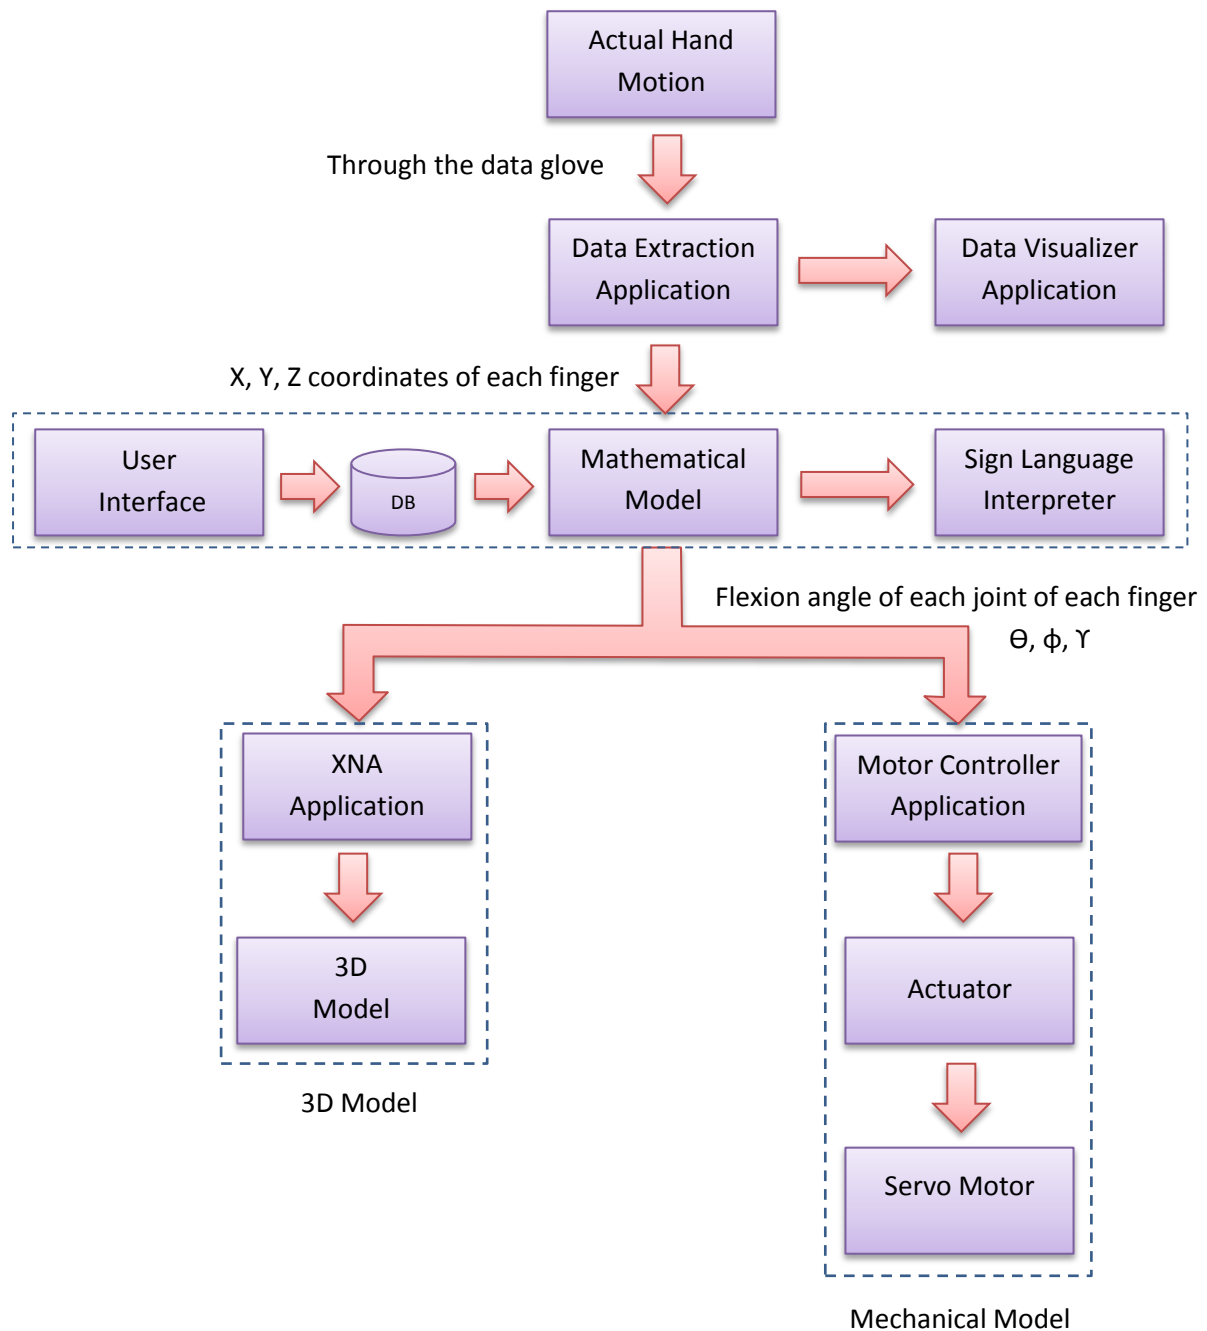 Actual Hand
Motion
Through the data glove
Data Extraction
Application
Data Visualizer
Application
X, Y, Z coordinates of each finger
User
Interface
DB
Mathematical
Model
Sign Language
Interpreter
Flexion angle of each joint of each finger
ϴ, φ, ϒ
XNA
Application
Motor Controller
Application
3D
Model
Actuator
3D Model
Servo Motor
Mechanical Model